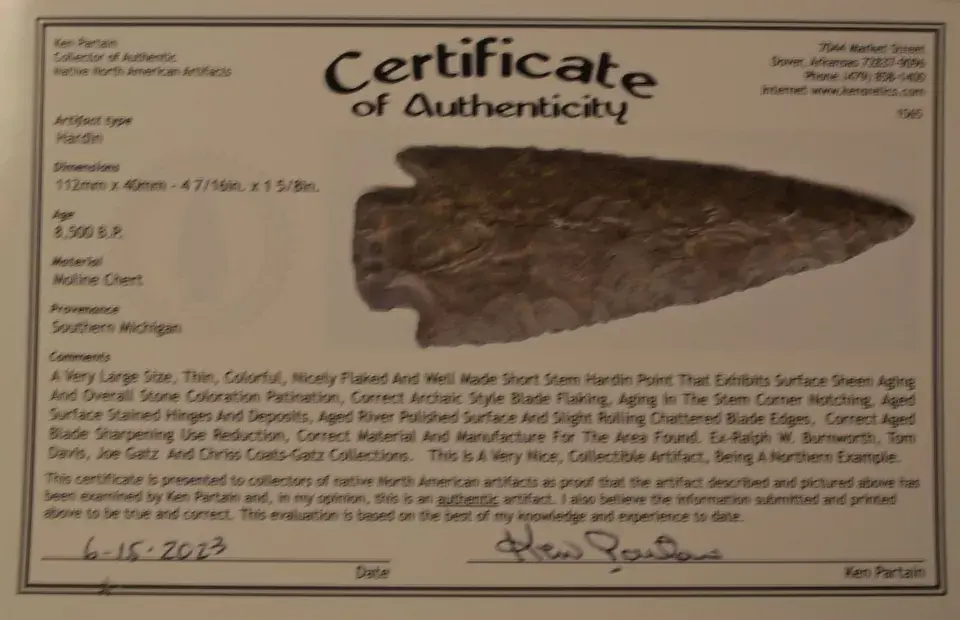 Ken Partain
Collector of Authentic
Native North American Artifacts
Certificate
of Authenticity
Market Street
Dover, Arkansas
Phone (479)
Internet
Artifact type
Hardin
Dimensions
112mm x 40mm - 4 7/16in. x 1 5/8in.
Age
8,500 B.P.
Material
Moline Chert
Provenance
Southern Michigan
Comments
A Very Large Size, Thin, Colorful, Nicely Flaked And Well Made Short Stem Hardin Point That Exhibits Surface Sheen Aging
And Overall Stone Coloration Patination, Correct Archaic Style Blade Flaking, Aging In The Stem Corner Notching, Aged
Surface Stained Hinges And Deposits, Aged River Polished Surface And Slight Rolling Chattered Blade Edges, Correct Aged
Blade Sharpening Use Reduction, Correct Material And Manufacture For The Area Found. Ex-Ralph W. Burnworth, Tom
Davis, Joe Gatz And Chriss Coats-Gatz Collections. This Is A Very Nice, Collectible Artifact, Being A Northern Example.
This certificate is presented to collectors of native North American artifacts as proof that the artifact described and pictured above has
been examined by Ken Partain and, in my opinion, this is an authentic artifact. I also believe the information submitted and printed
above to be true and correct. This evaluation is based on the best of my knowledge and experience to date.
6-15-2023
Ken Partain
Date
Ken Partain